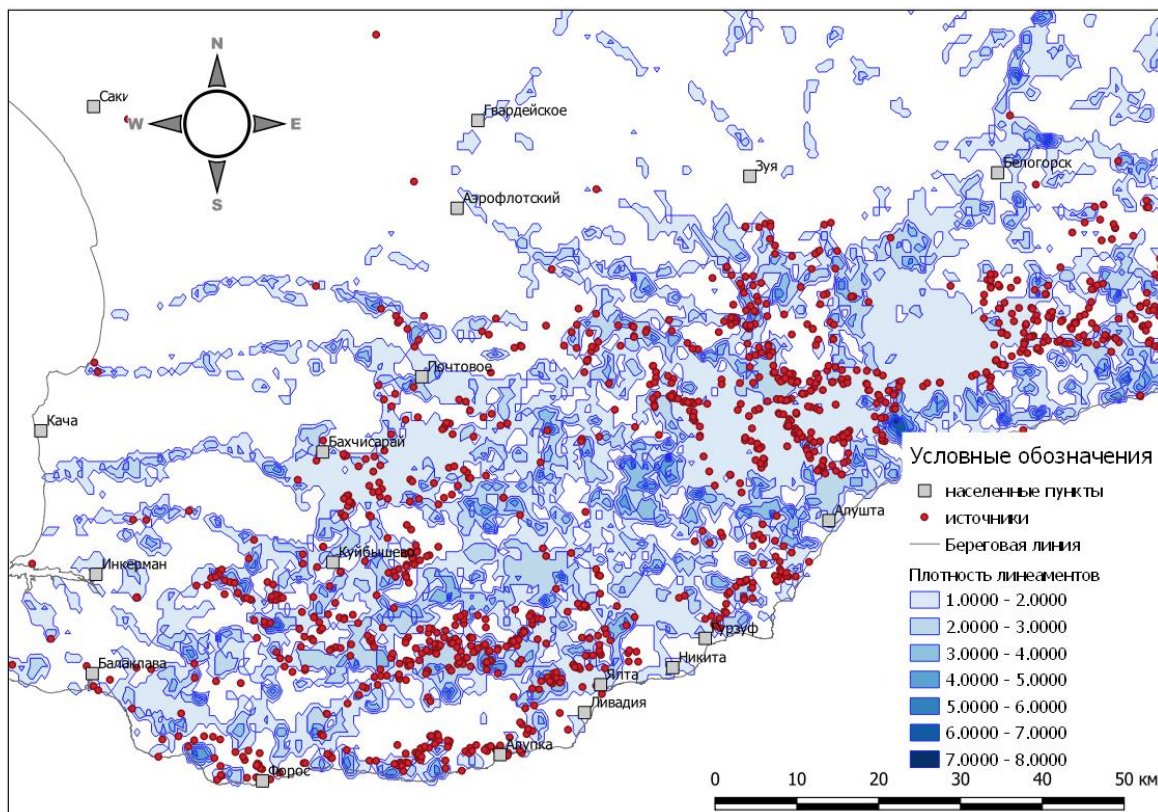 N
Саки
W
E
Гвардейское
S
Зуя
Белогорск
Аэрофлотский
Почтовое
Кача
Бахчисарай
Условные обозначения
населенные пункты
источники
Береговая линия
Алушта
Куйбышево
Инкерман
Плотность линеаментов
1.0000 - 2.0000
2.0000 - 3.0000
3.0000 - 4.0000
4.0000 - 5.0000
5.0000 - 6.0000
6.0000 - 7.0000
7.0000 - 8.0000
Гурзуф
Никита
Балаклава
Ялта
Ливадия
Алупка
Форос
0 10 20 30 40 50 км